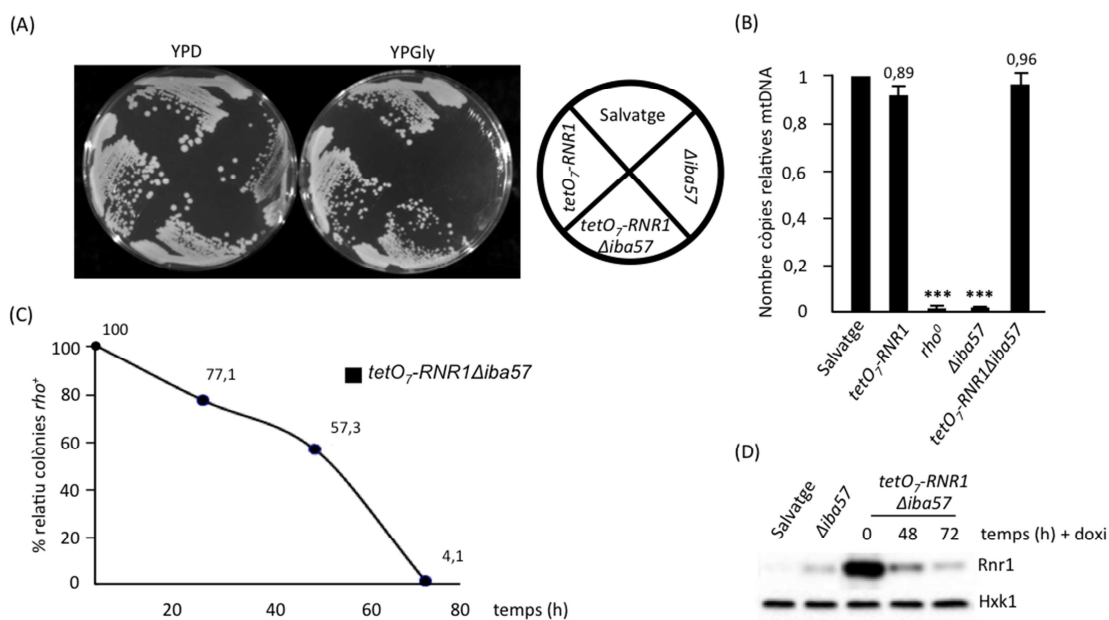 (A)
YPD
YPGly
Salvatge
tetO7-RNR1
Δiba57
tetO7-RNR1
Δiba57
(B)
Nombre còpies relatives mtDNA
1
0,8
0,6
0,4
0,2
0
0,89
0,96
***
***
Salvatge
tetO7-RNR1
rho0
Δiba57
tetO7-RNR1Δiba57
(C)
% relatiu colònies rho+
100
80
60
40
20
0
100
77,1
57,3
4,1
tetO7-RNR1Δiba57
20
40
60
80
temps (h)
(D)
Salvatge
Δiba57
tetO7-RNR1
Δiba57
0 48 72 temps (h) + doxi
Rnr1
Hxk1